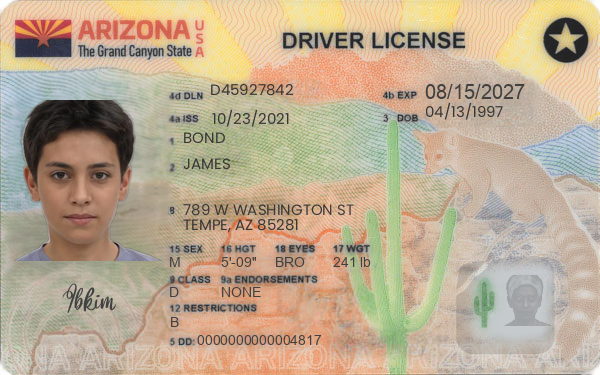 ARIZONA USA
The Grand Canyon State
DRIVER LICENSE
4d DLN D45927842
4b EXP 08/15/2027
4a ISS 10/23/2021
3 DOB 04/13/1997
1 BOND
2 JAMES
8 789 W WASHINGTON ST
TEMPE, AZ 85281
15 SEX 16 HGT 18 EYES 17 WGT
M 5'-09" BRO 241 lb
9 CLASS 9a ENDORSEMENTS
D NONE
12 RESTRICTIONS
B
5 DD: 0000000000004817
ARIZONA ARIZONA ARIZONA ARIZONA